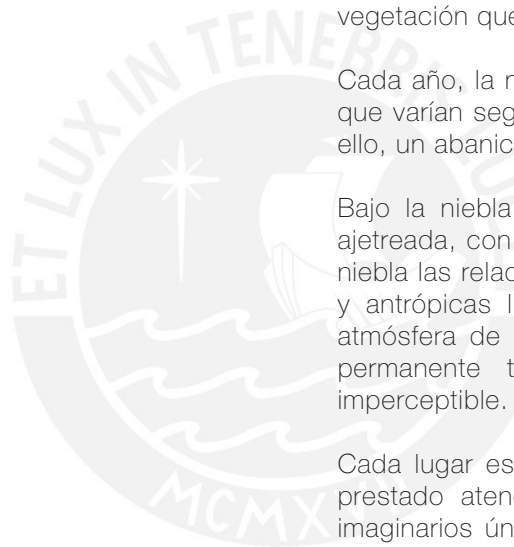 vegetación que
Cada año, la
que varían seg
ello, un abanic
Bajo la niebla
ajetreada, con
niebla las relac
y antrópicas
atmósfera de
permanente t
imperceptible.
Cada lugar es
prestado aten
imaginarios ún
ET LUX IN TENEBRIS
MCMXVII